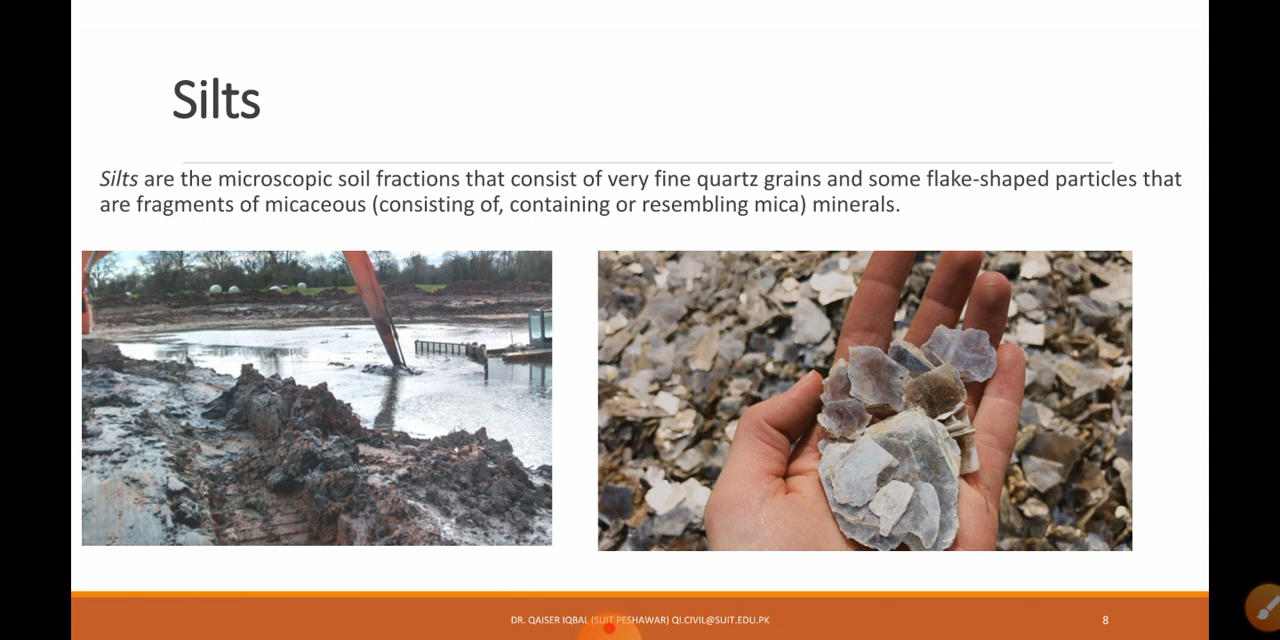 Silts
Silts are the microscopic soil fractions that consist of very fine quartz grains and some flake-shaped particles that
are fragments of micaceous (consisting of, containing or resembling mica) minerals.
DR. QAISER IQBAL (SUIT PESHAWAR) QI.CIVIL@SUIT.EDU.PK
8